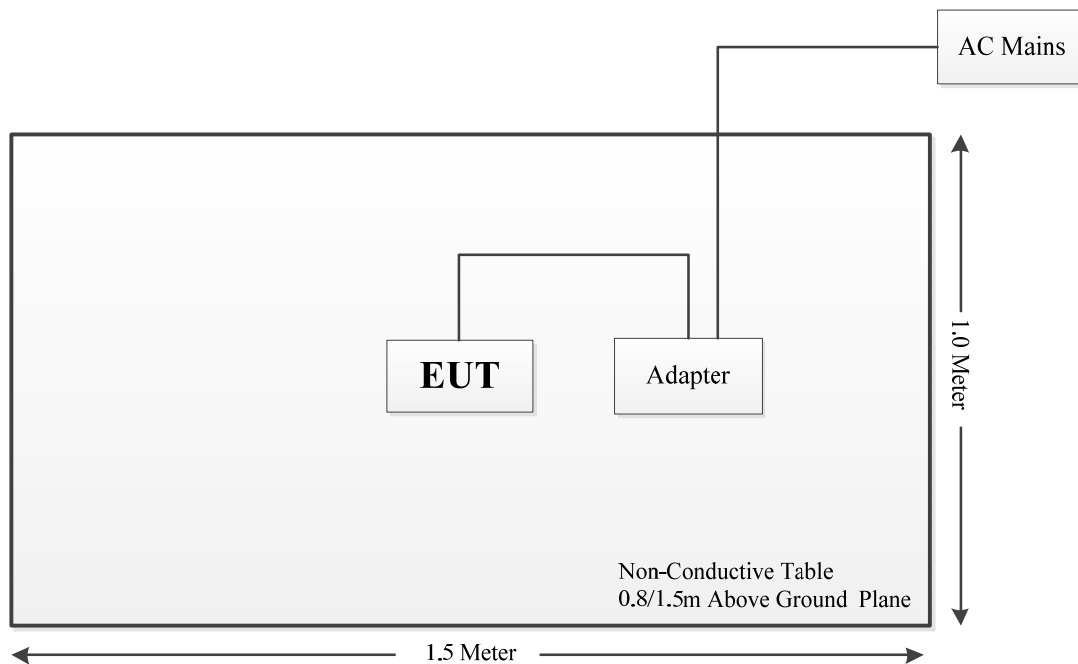 AC Mains
EUT
Adapter
1.0 Meter
Non-Conductive Table
0.8/1.5m Above Ground Plane
1.5 Meter